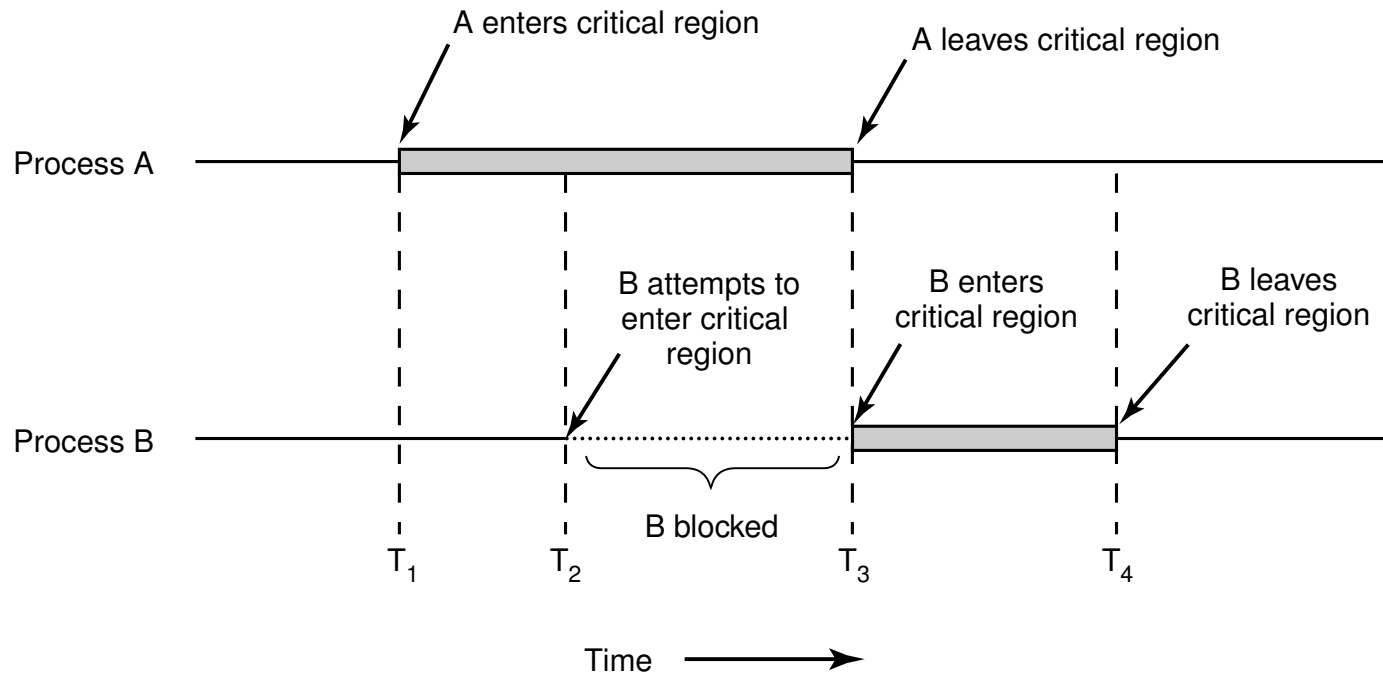 A enters critical region
A leaves critical region
Process A
B attempts to
enter critical
region
B enters
critical region
B leaves
critical region
Process B
B blocked
T₁
T₂
T₃
T₄
Time